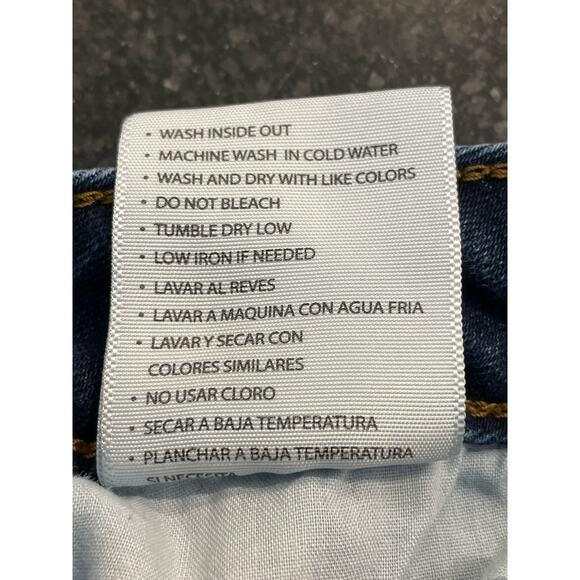 • WASH INSIDE OUT
• MACHINE WASH IN COLD WATER
• WASH AND DRY WITH LIKE COLORS
• DO NOT BLEACH
• TUMBLE DRY LOW
• LOW IRON IF NEEDED
• LAVAR AL REVES
• LAVAR A MAQUINA CON AGUA FRIA
• LAVAR Y SECAR CON
COLORES SIMILARES
• NO USAR CLORO
• SECAR A BAJA TEMPERATURA
• PLANCHAR A BAJA TEMPERATURA
SI NECESITA